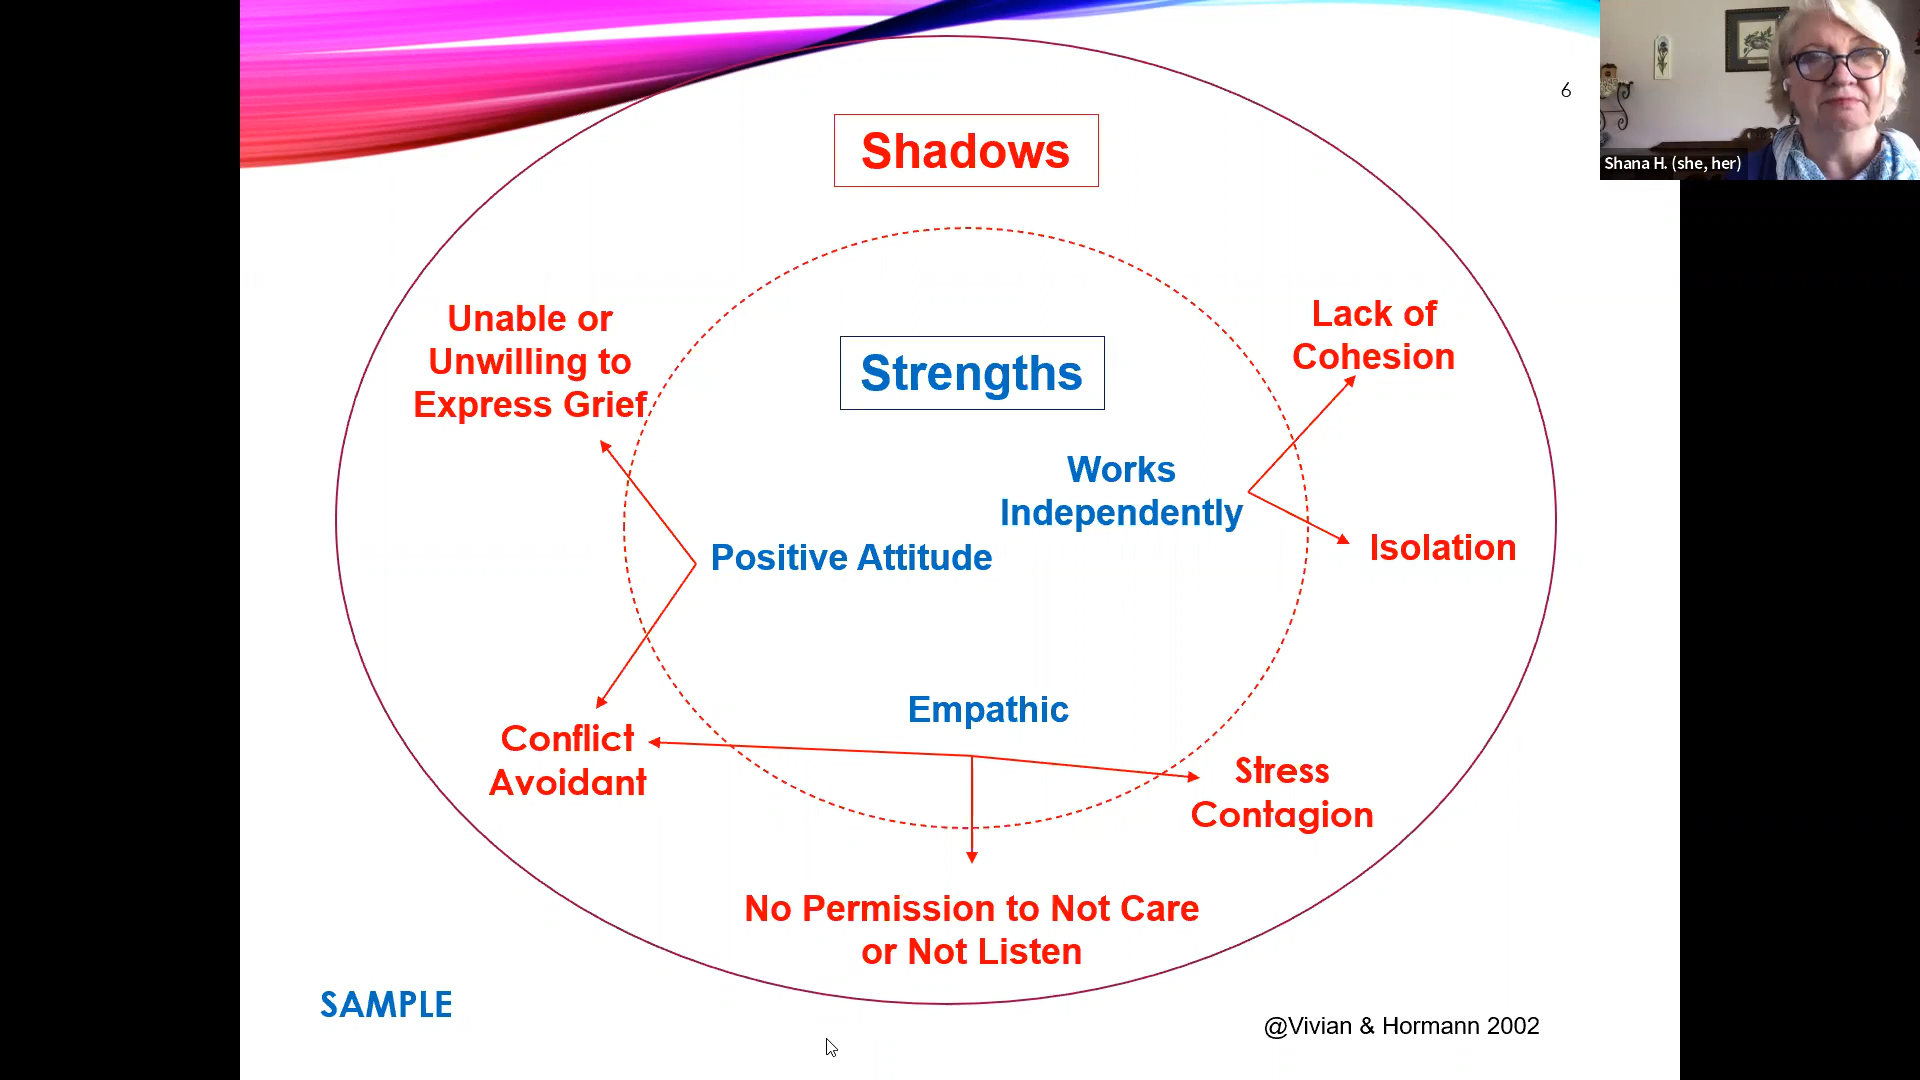 6
Shana H. (she, her)
Shadows
Unable or
Unwilling to
Express Grief
Lack of
Cohesion
Strengths
Works
Independently
Isolation
Positive Attitude
Empathic
Conflict
Avoidant
Stress
Contagion
No Permission to Not Care
or Not Listen
SAMPLE
@Vivian & Hormann 2002